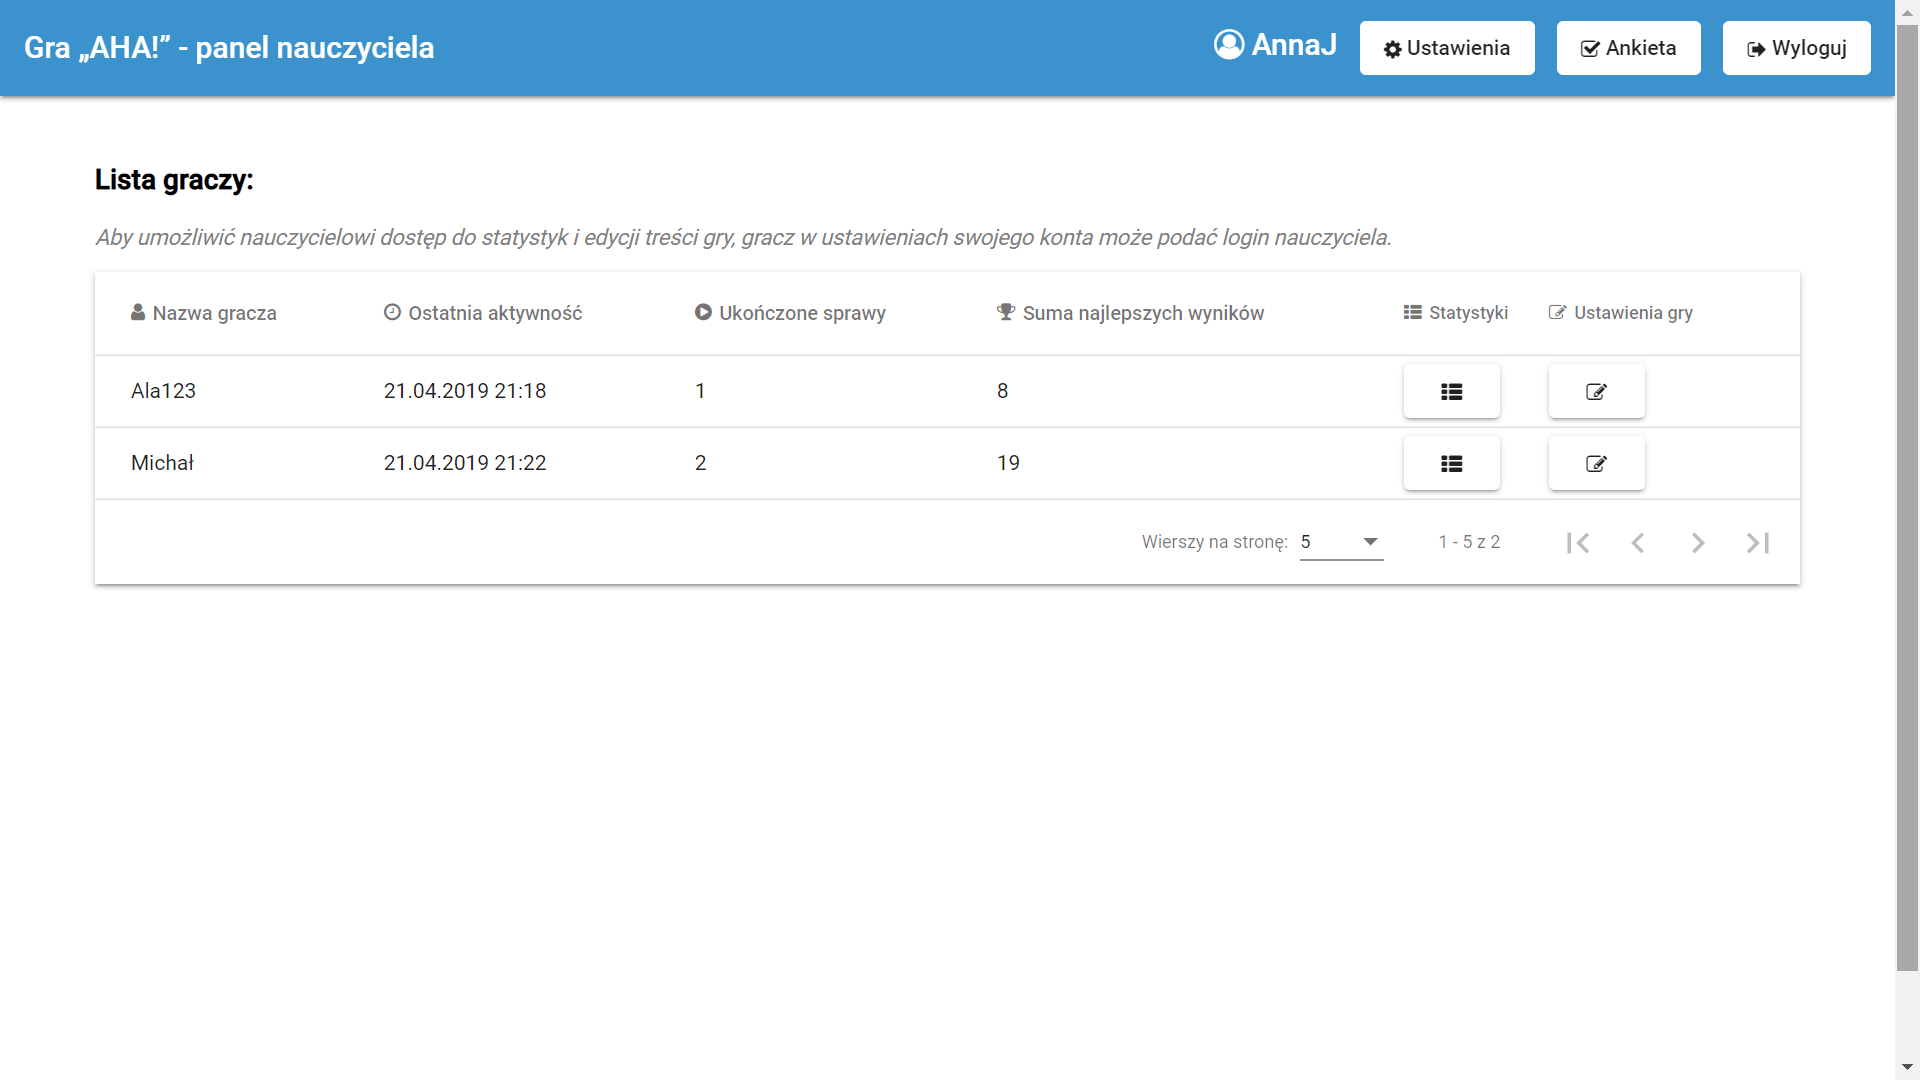 Gra „AHA!” - panel nauczyciela
AnnaJ
Ustawienia
Ankieta
Wyloguj
Lista graczy:
Aby umożliwić nauczycielowi dostęp do statystyk i edycji treści gry, gracz w ustawieniach swojego konta może podać login nauczyciela.
Nazwa gracza Ostatnia aktywność Ukończone sprawy Suma najlepszych wyników Statystyki Ustawienia gry
Ala123 21.04.2019 21:18 1 8
Michał 21.04.2019 21:22 2 19
Wierszy na stronę: 5 1 - 5 z 2